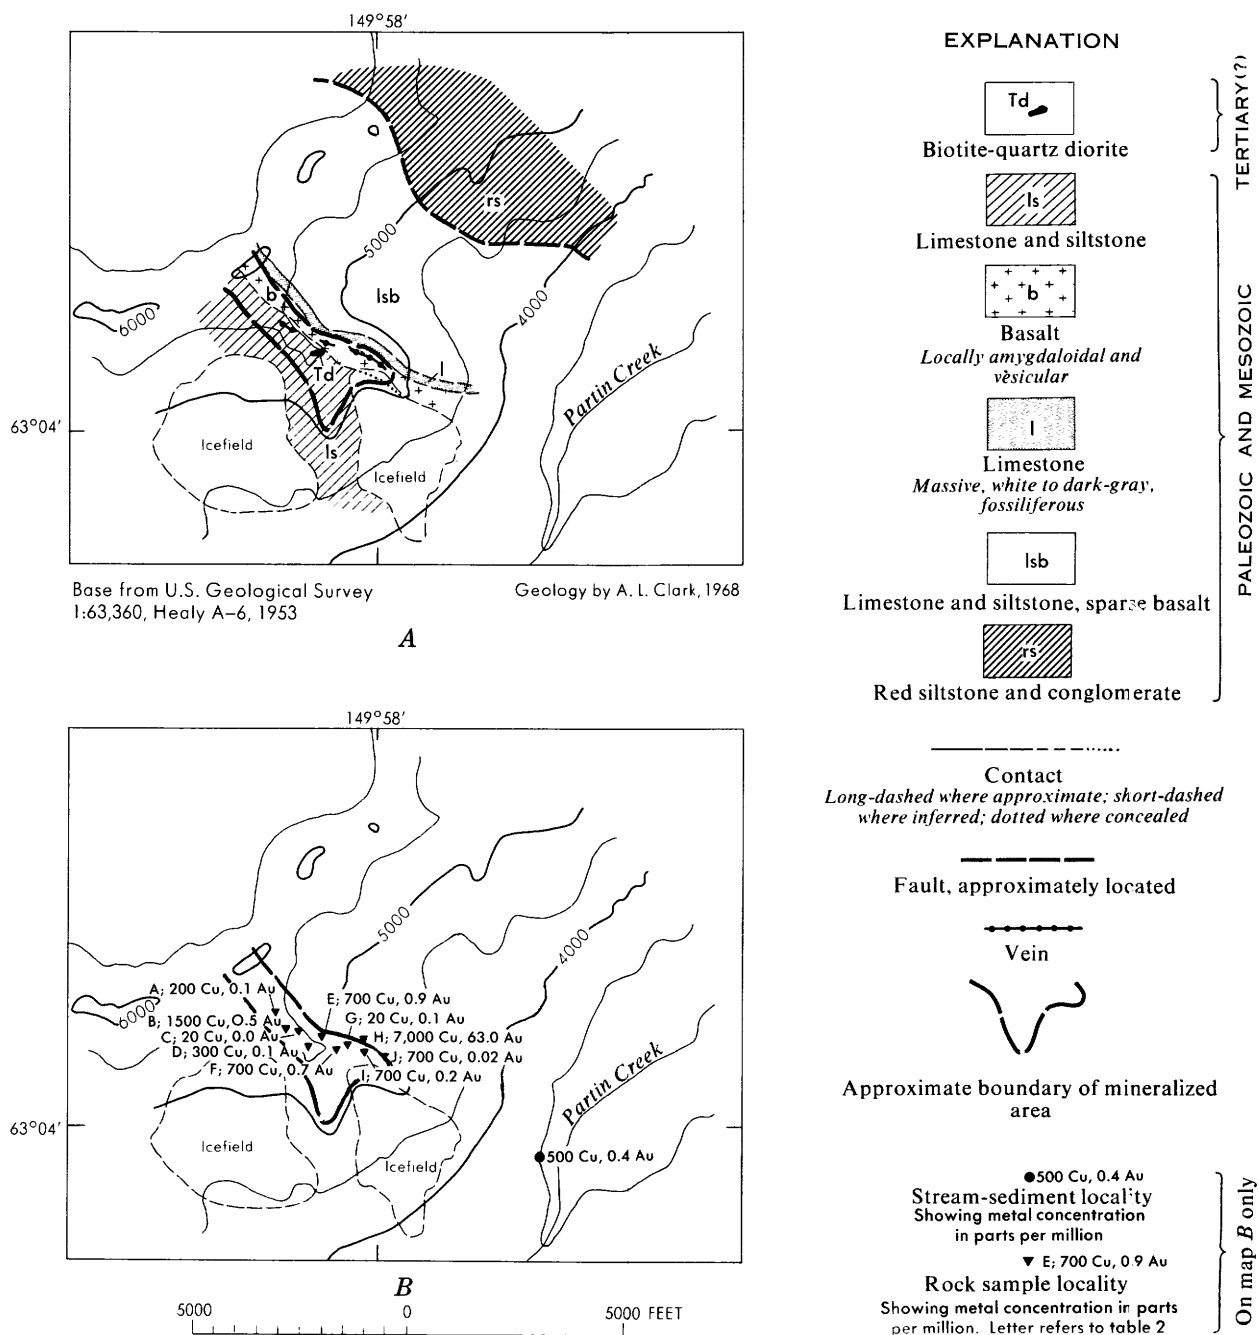 149°58′
5000
rs
lsb
4000
b
6000
Td
l
Partin Creek
63°04′
Icefield
ls
Icefield
Base from U.S. Geological Survey
1:63,360, Healy A–6, 1953
Geology by A. L. Clark, 1968
A
149°58′
5000
4000
6000
A; 200 Cu, 0.1 Au
B; 1500 Cu, 0.5 Au
C; 20 Cu, 0.0 Au
D; 300 Cu, 0.1 Au
F; 700 Cu, 0.7 Au
E; 700 Cu, 0.9 Au
G; 20 Cu, 0.1 Au
H; 7,000 Cu, 63.0 Au
J; 700 Cu, 0.02 Au
I; 700 Cu, 0.2 Au
Partin Creek
63°04′
Icefield
Icefield
500 Cu, 0.4 Au
B
5000 0 5000 FEET
EXPLANATION
Td
Biotite-quartz diorite
TERTIARY(?)
ls
Limestone and siltstone
b
Basalt
Locally amygdaloidal and
vesicular
l
Limestone
Massive, white to dark-gray,
fossiliferous
lsb
Limestone and siltstone, sparse basalt
rs
Red siltstone and conglomerate
PALEOZOIC AND MESOZOIC
Contact
Long-dashed where approximate; short-dashed
where inferred; dotted where concealed
Fault, approximately located
Vein
Approximate boundary of mineralized
area
500 Cu, 0.4 Au
Stream-sediment locality
Showing metal concentration
in parts per million
E; 700 Cu, 0.9 Au
Rock sample locality
Showing metal concentration in parts
per million. Letter refers to table 2
On map B only